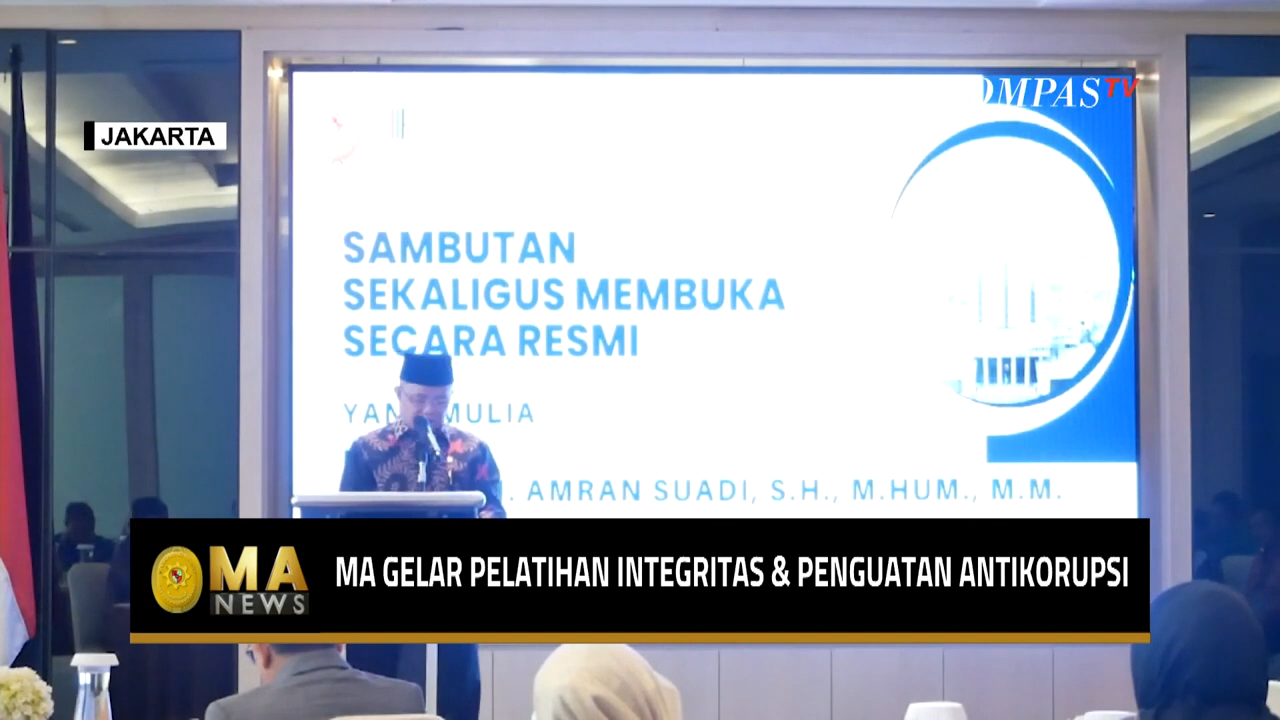 OMPAS TV
JAKARTA
SAMBUTAN
SEKALIGUS MEMBUKA
SECARA RESMI
MULIA
AMRAN SUADI, S.H., M.HUM., M.M.
MA GELAR PELATIHAN INTEGRITAS & PENGUATAN ANTIKORUPSI
MA
NEWS